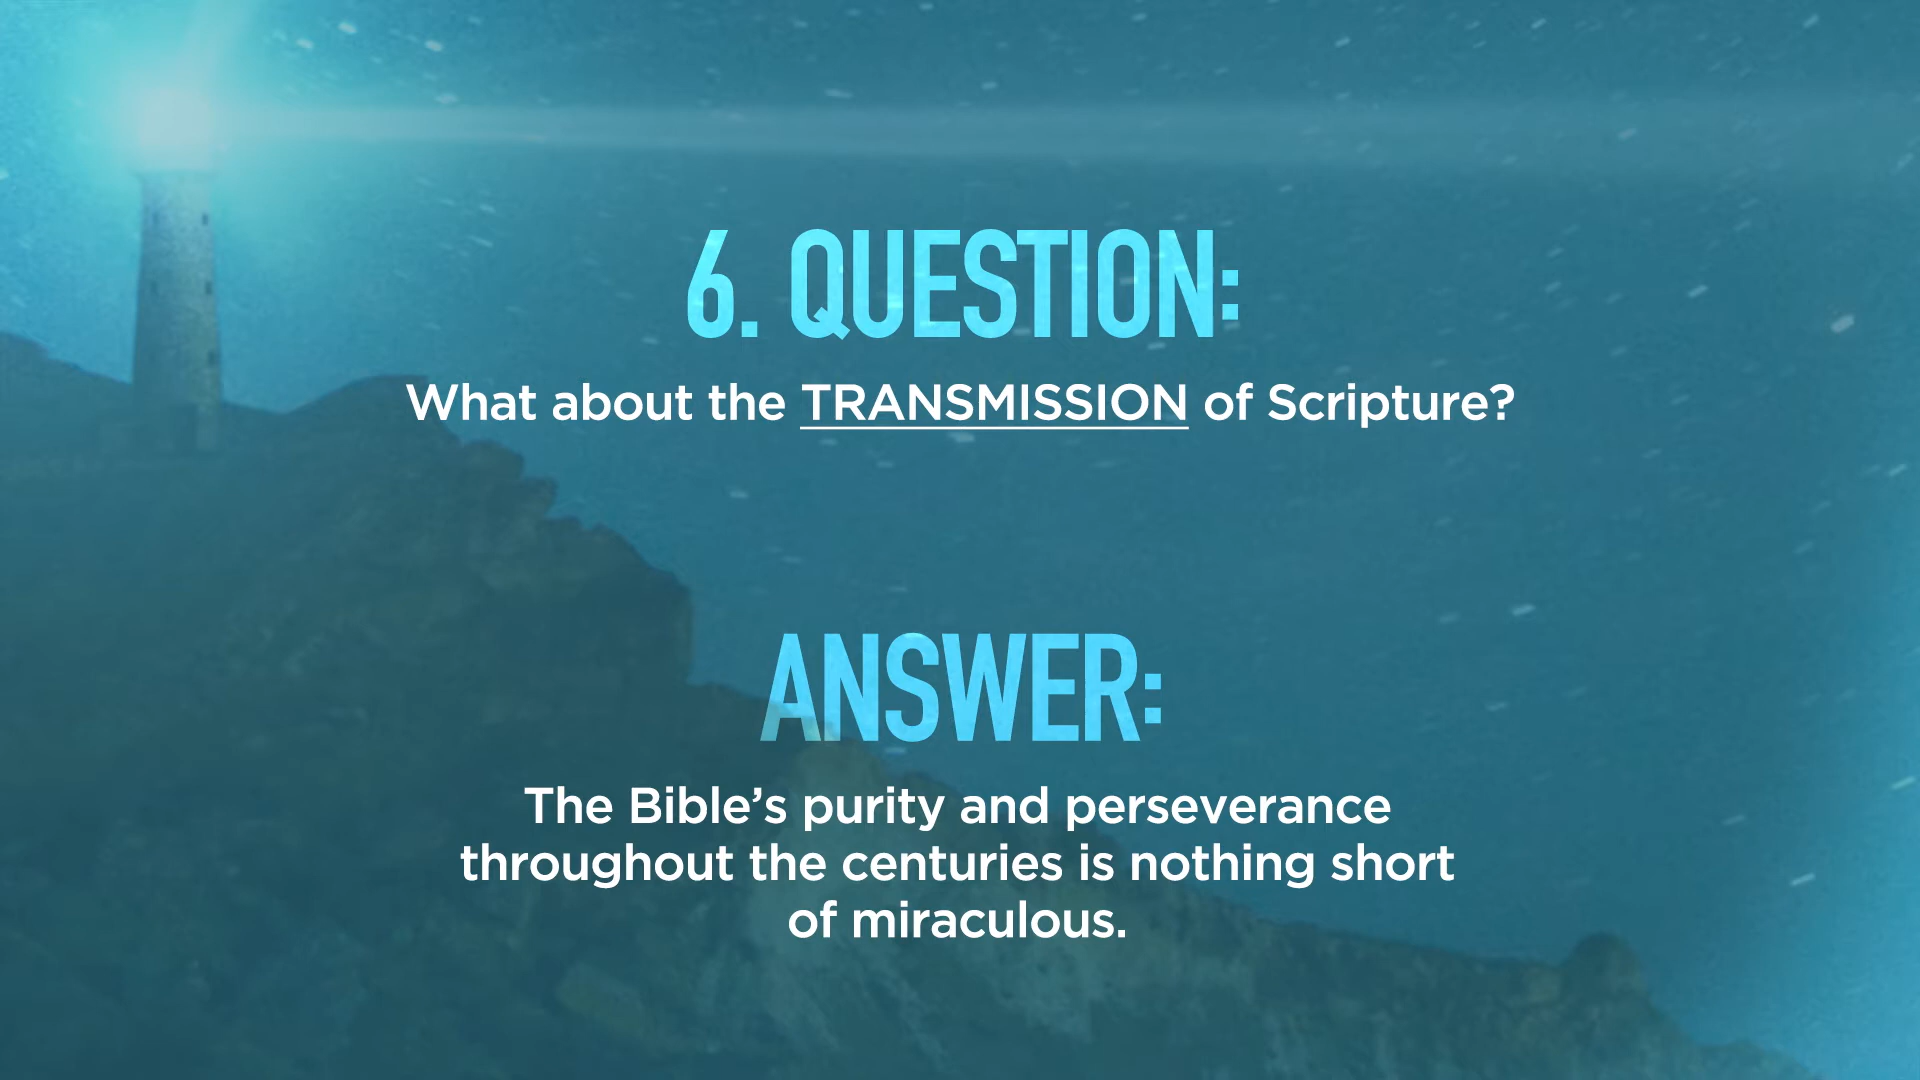 6. QUESTION:
What about the TRANSMISSION of Scripture?
ANSWER:
The Bible’s purity and perseverance
throughout the centuries is nothing short
of miraculous.